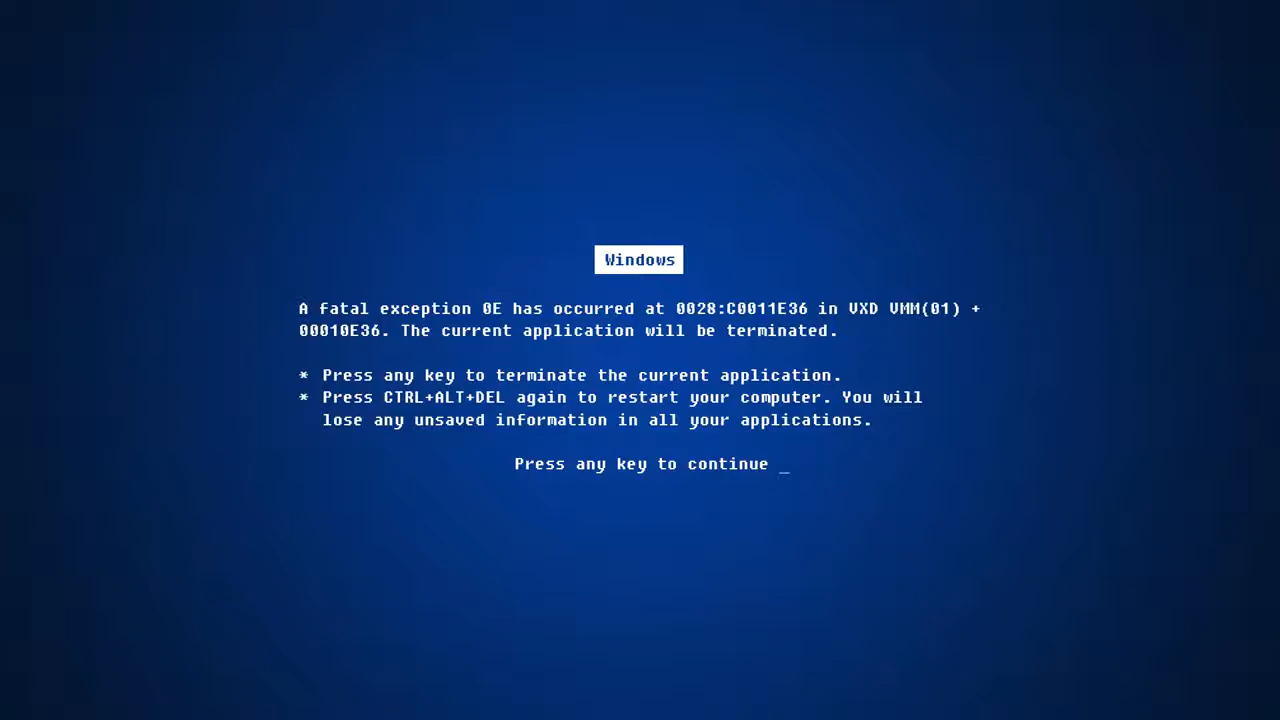 Windows
A fatal exception 0E has occurred at 0028:C0011E36 in VXD VMM(01) +
00010E36. The current application will be terminated.
* Press any key to terminate the current application.
* Press CTRL+ALT+DEL again to restart your computer. You will
lose any unsaved information in all your applications.
Press any key to continue _